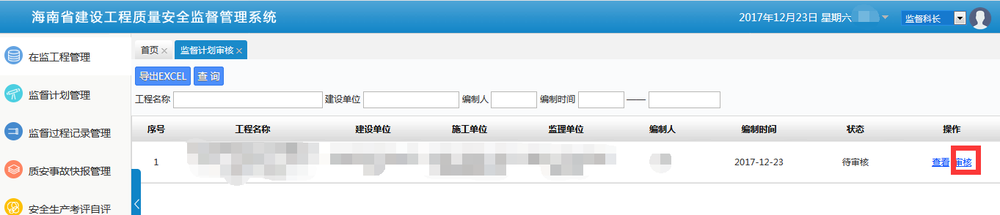 海南省建设工程质量安全监督管理系统
2017年12月23日 星期六
监督科长
在监工程管理
监督计划管理
监督过程记录管理
质安事故快报管理
安全生产考评自评
首页 监督计划审核
导出EXCEL 查 询
工程名称 建设单位 编制人 编制时间 ——
序号 工程名称 建设单位 施工单位 监理单位 编制人 编制时间 状态 操作
1 2017-12-23 待审核 查看 审核